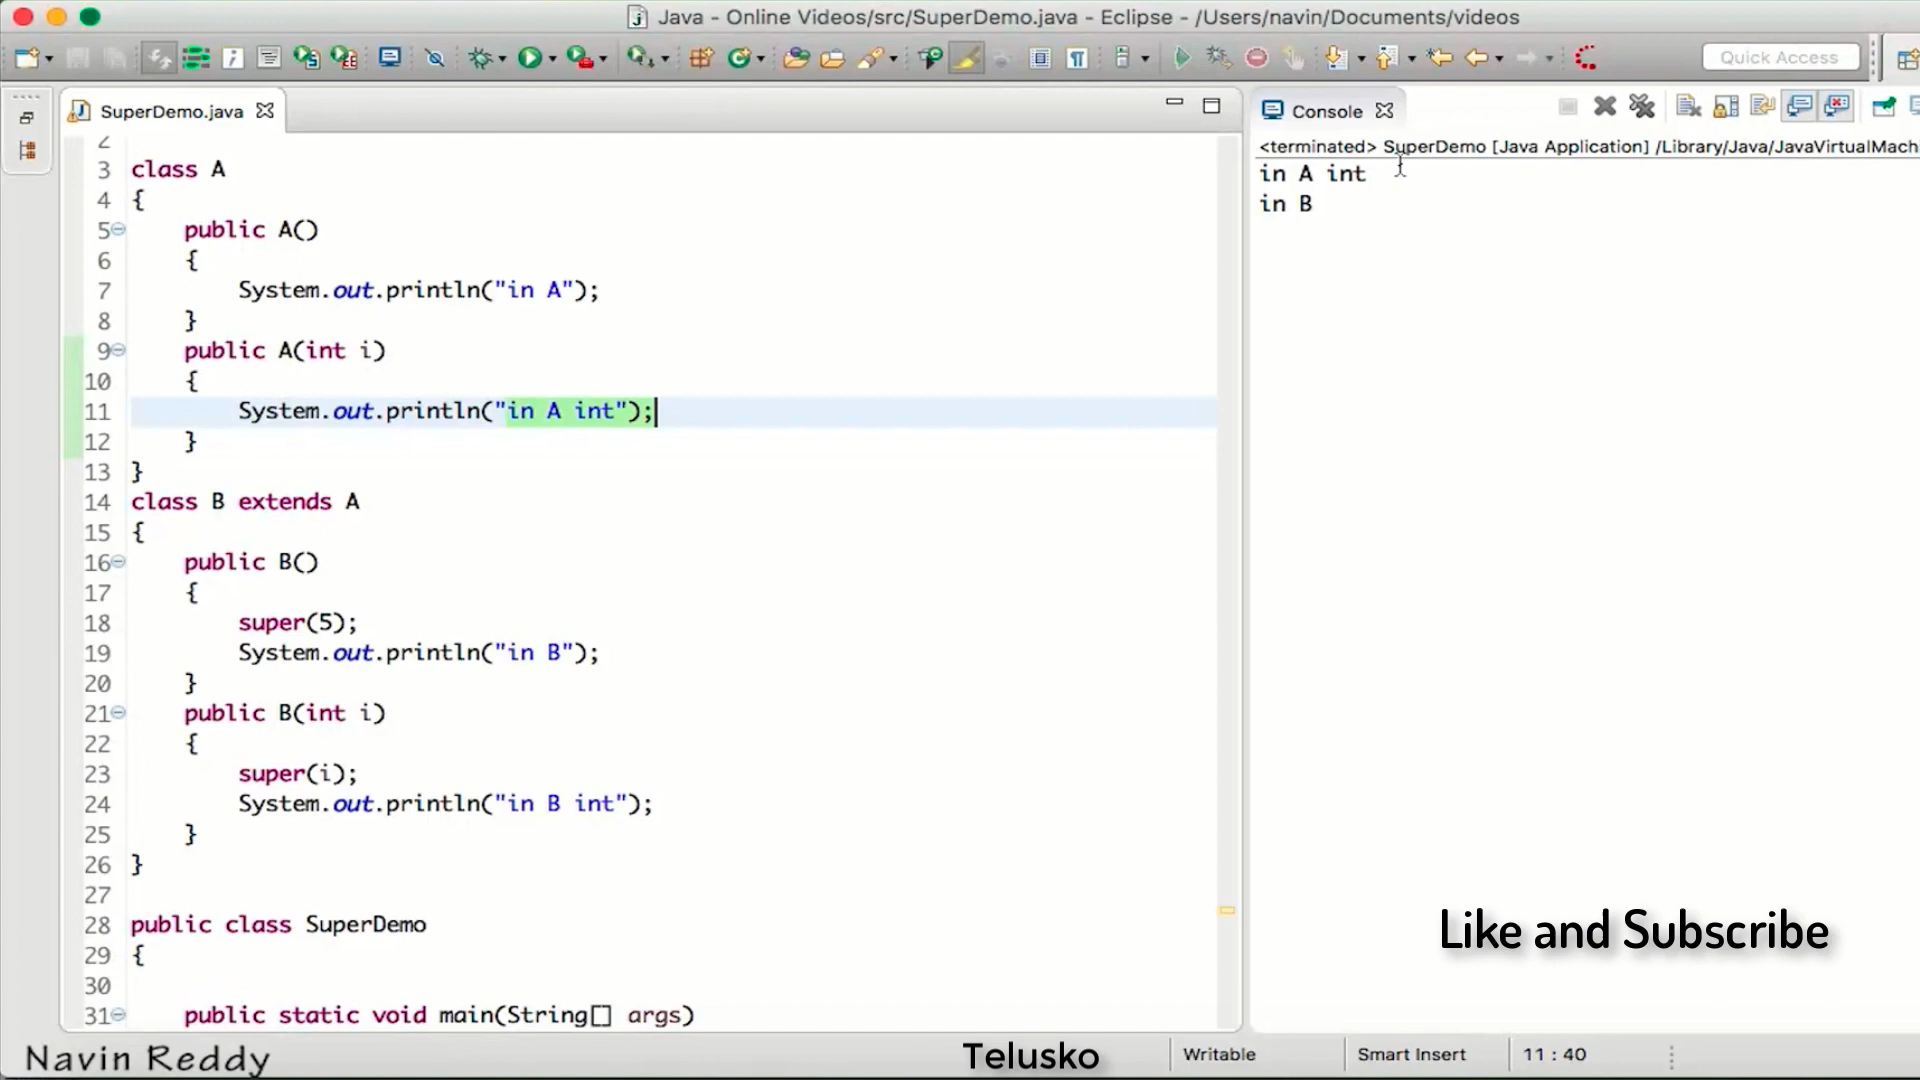 Java - Online Videos/src/SuperDemo.java - Eclipse - /Users/navin/Documents/videos
Quick Access
SuperDemo.java
Console
<terminated> SuperDemo [Java Application] /Library/Java/JavaVirtualMachi
in A int
in B
2
3 class A
4 {
5 public A()
6 {
7 System.out.println("in A");
8 }
9 public A(int i)
10 {
11 System.out.println("in A int");
12 }
13 }
14 class B extends A
15 {
16 public B()
17 {
18 super(5);
19 System.out.println("in B");
20 }
21 public B(int i)
22 {
23 super(i);
24 System.out.println("in B int");
25 }
26 }
27
28 public class SuperDemo
29 {
30
31 public static void main(String[] args)
Like and Subscribe
Navin Reddy
Telusko
Writable
Smart Insert
11 : 40